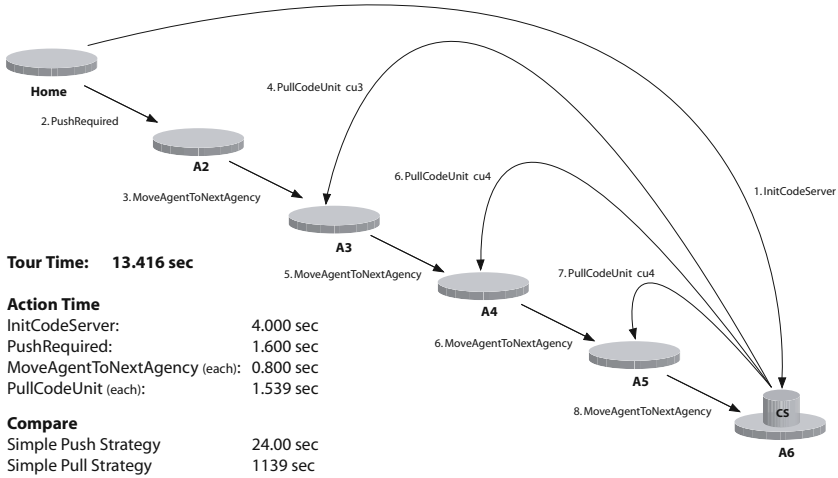 Home
4.PullCodeUnit cu3
2.PushRequired
A2
6.PullCodeUnit cu4
3.MoveAgentToNextAgency
1.InitCodeServer
A3
Tour Time: 13.416 sec
5.MoveAgentToNextAgency
7.PullCodeUnit cu4
Action Time
A4
InitCodeServer: 4.000 sec
PushRequired: 1.600 sec
6.MoveAgentToNextAgency
MoveAgentToNextAgency (each): 0.800 sec
A5
PullCodeUnit (each): 1.539 sec
8.MoveAgentToNextAgency
CS
Compare
Simple Push Strategy 24.00 sec
A6
Simple Pull Strategy 1139 sec